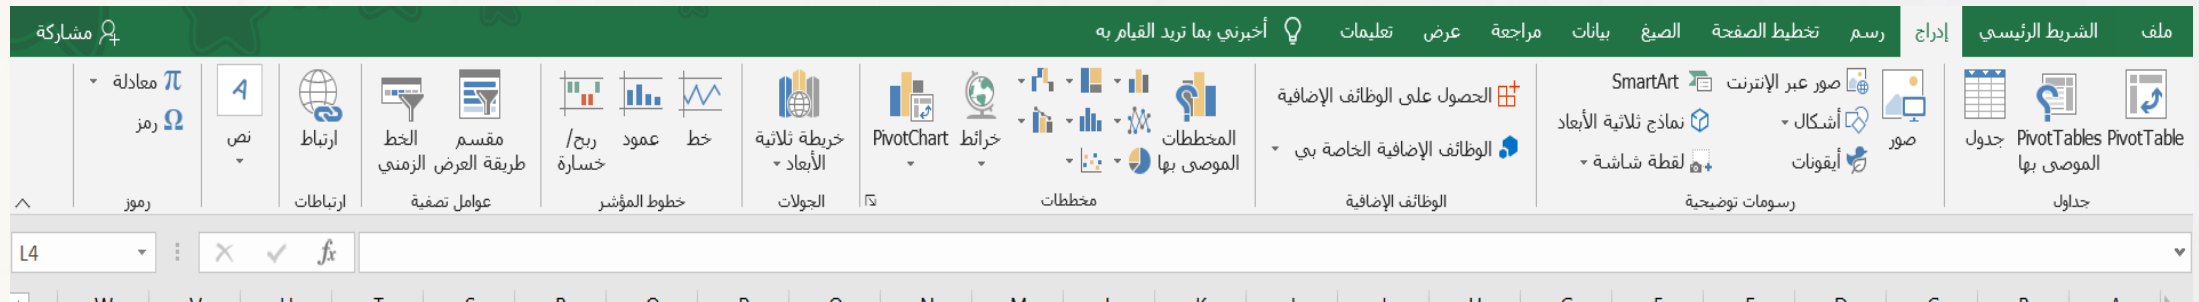 ملف الشريط الرئيسي إدراج رسم تخطيط الصفحة الصيغ بيانات مراجعة عرض تعليمات أخبرني بما تريد القيام به مشاركة
PivotTable
PivotTables
الموصى بها
جدول
جداول
صور
صور عبر الإنترنت
أشكال
أيقونات
SmartArt
نماذج ثلاثية الأبعاد
لقطة شاشة
رسومات توضيحية
الحصول على الوظائف الإضافية
الوظائف الإضافية الخاصة بي
الوظائف الإضافية
المخططات
الموصى بها
خرائط
PivotChart
مخططات
خريطة ثلاثية
الأبعاد
الجولات
خط
عمود
ربح/
خسارة
خطوط المؤشر
مقسم
طريقة العرض
الخط
الزمني
عوامل تصفية
ارتباط
ارتباطات
نص
π معادلة
Ω رمز
رموز
L4
fx